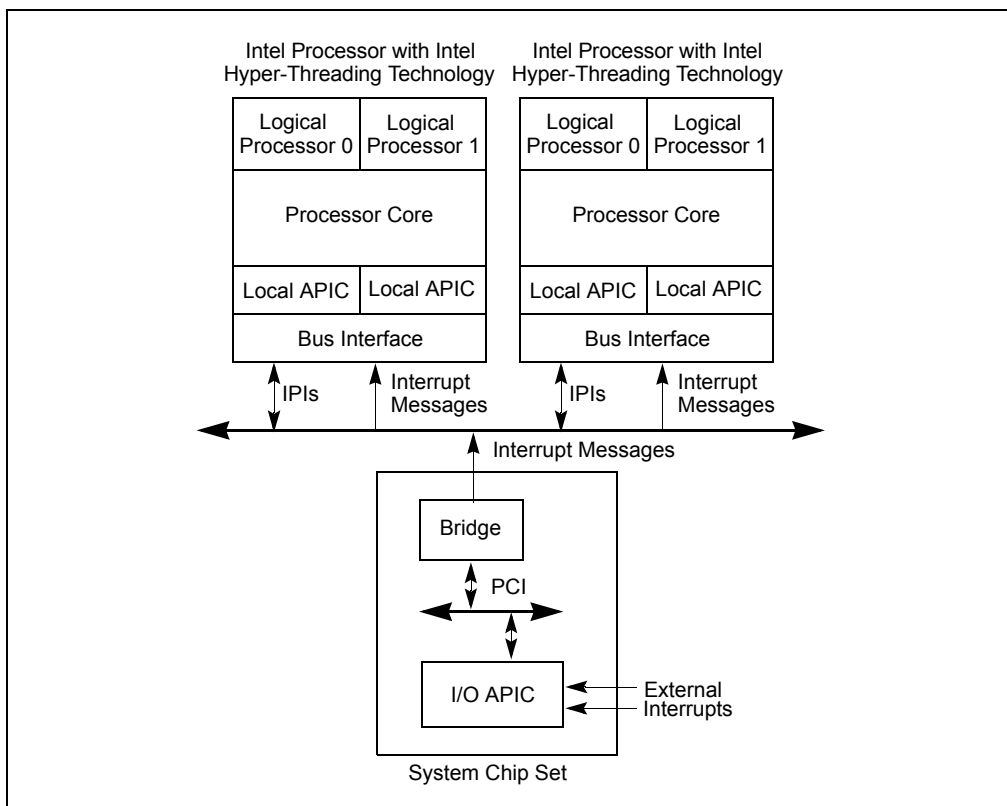 Intel Processor with Intel
Hyper-Threading Technology
Intel Processor with Intel
Hyper-Threading Technology
Logical
Processor 0
Logical
Processor 1
Logical
Processor 0
Logical
Processor 1
Processor Core
Processor Core
Local APIC
Local APIC
Local APIC
Local APIC
Bus Interface
Bus Interface
IPIs
Interrupt
Messages
IPIs
Interrupt
Messages
Interrupt Messages
Bridge
PCI
I/O APIC
External
Interrupts
System Chip Set